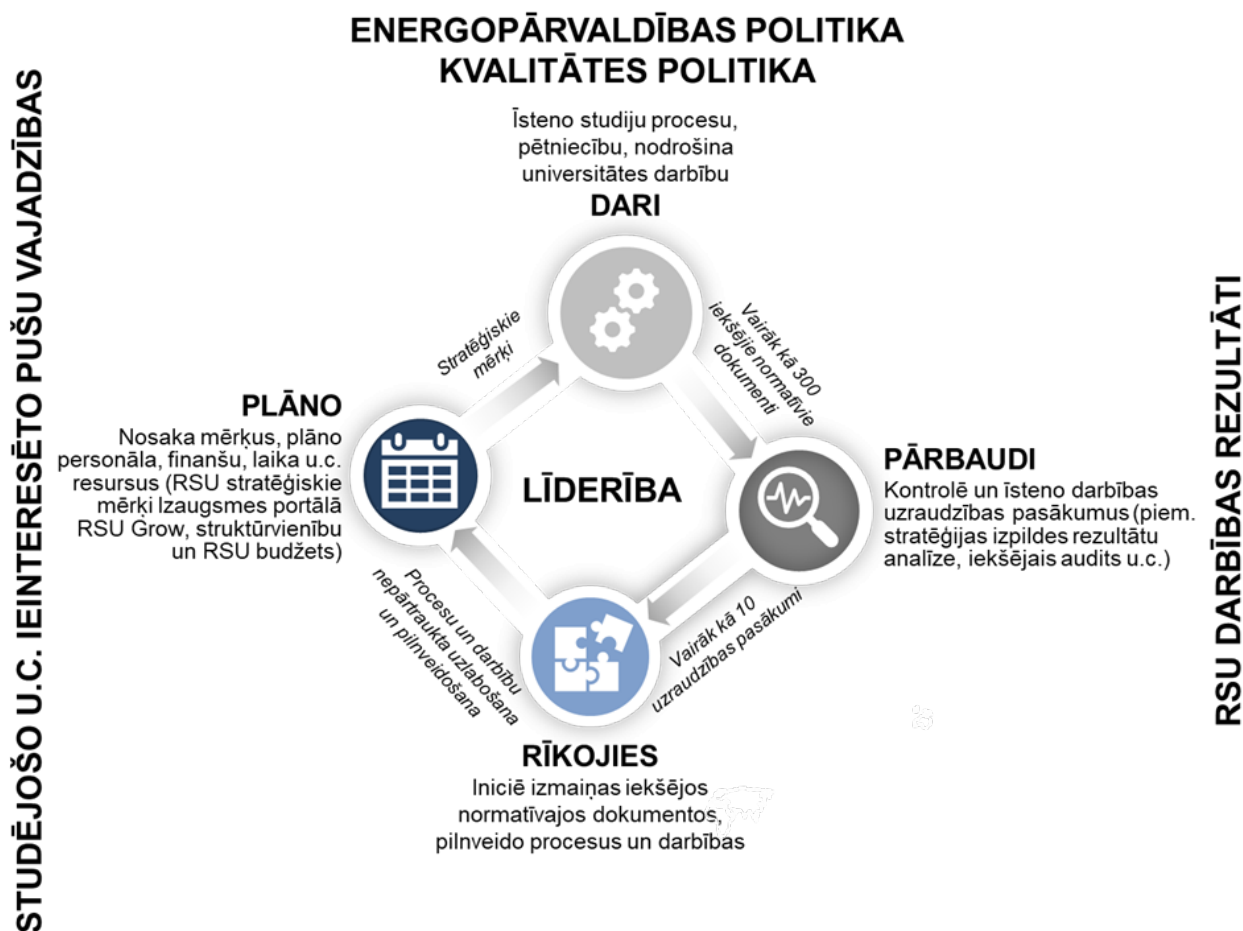 ENERGOPĀRVALDĪBAS POLITIKA
KVALITĀTES POLITIKA
STUDĒJOŠO U.C. IEINTERESĒTO PUŠU VAJADZĪBAS
Īsteno studiju procesu,
pētniecību, nodrošina
universitātes darbību
DARI
Stratēģiskie
mērķi
Vairāk kā 300
iekšējie normatīvie
dokumenti
PLĀNO
Nosaka mērķus, plāno
personāla, finanšu, laika u.c.
resursus (RSU stratēģiskie
mērķi Izaugsmes portālā
RSU Grow, struktūrvienību
un RSU budžets)
LĪDERĪBA
PĀRBAUDI
Kontrolē un īsteno darbības
uzraudzības pasākumus (piem.
stratēģijas izpildes rezultātu
analīze, iekšējais audits u.c.)
Procesu un darbību
nepārtraukta uzlabošana
un pilnveidošana
Vairāk kā 10
uzraudzības pasākumi
RĪKOJIES
Iniciē izmaiņas iekšējos
normatīvajos dokumentos,
pilnveido procesus un darbības
RSU DARBĪBAS REZULTĀTI